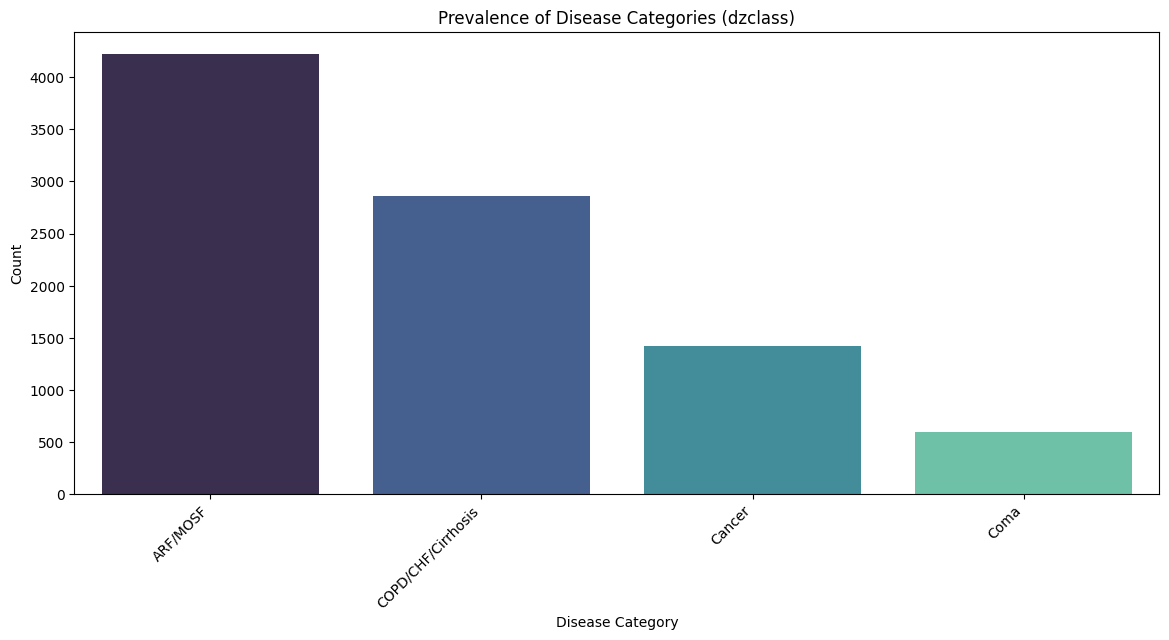 Prevalence of Disease Categories (dzclass)
Count
4000
3500
3000
2500
2000
1500
1000
500
0
ARF/MOSF
COPD/CHF/Cirrhosis
Cancer
Coma
Disease Category